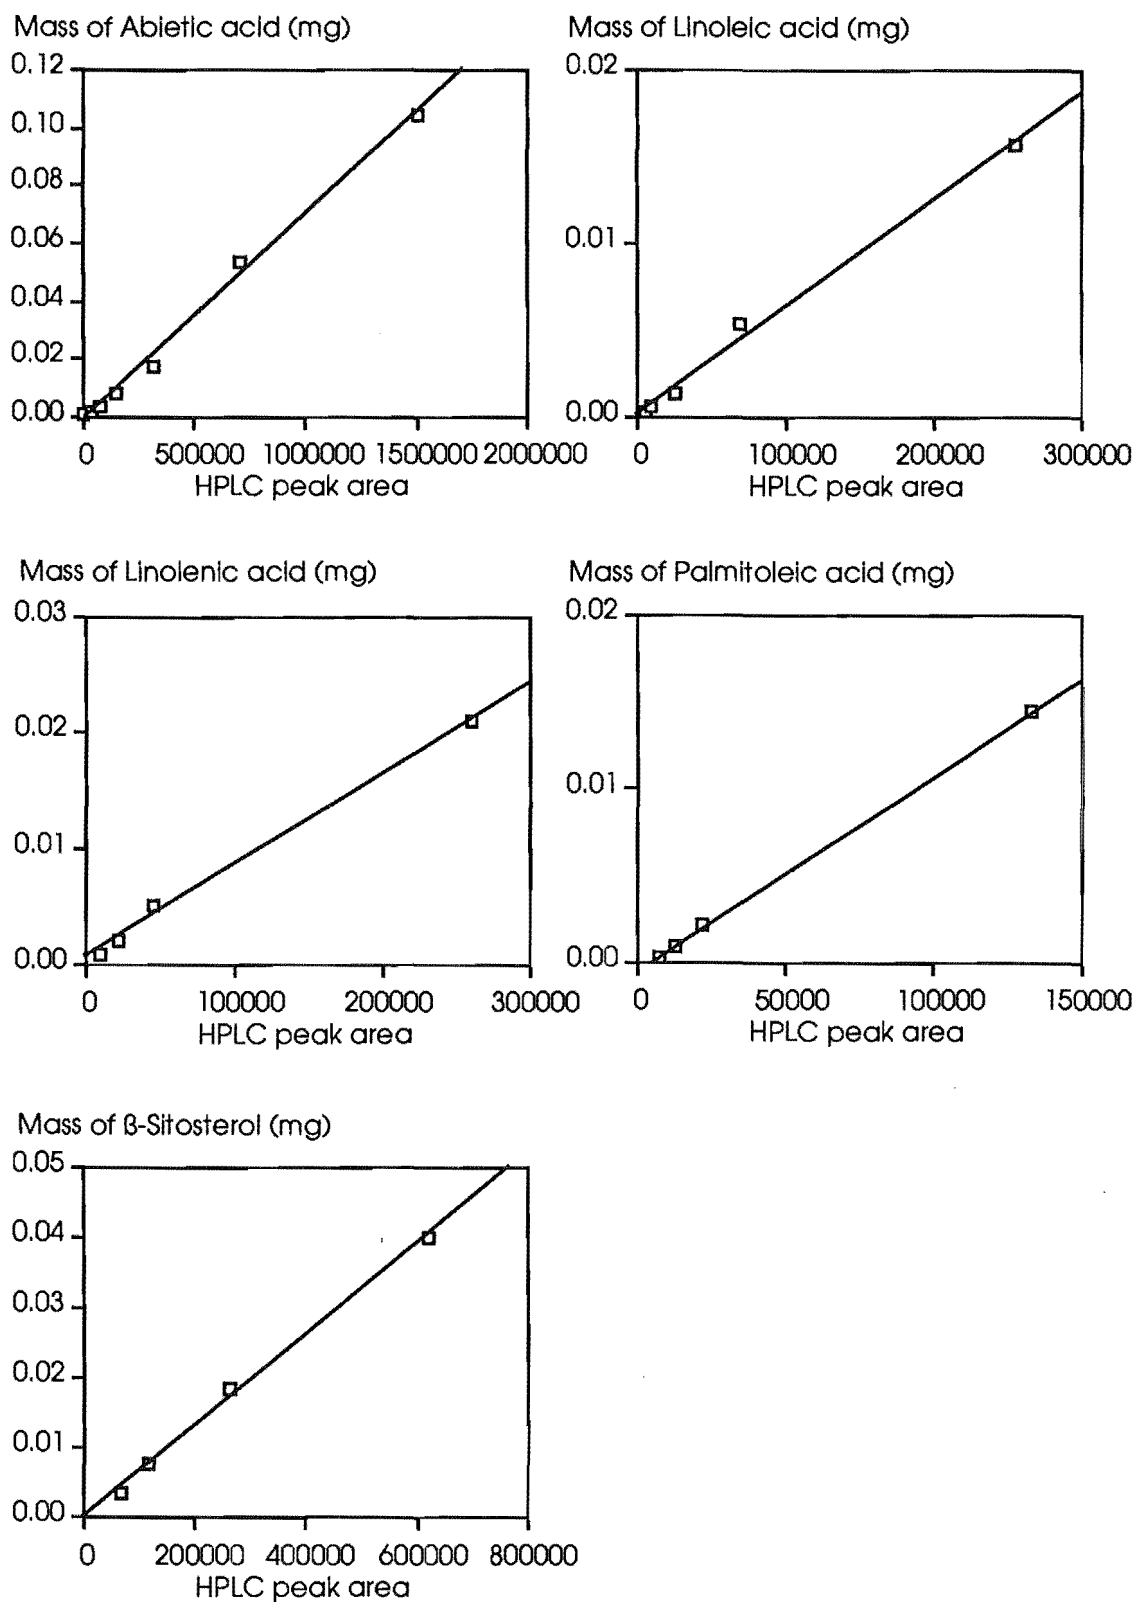 Mass of Abietic acid (mg)
0.12
0.10
0.08
0.06
0.04
0.02
0.00
0 500000 1000000 1500000 2000000
HPLC peak area
Mass of Linoleic acid (mg)
0.02
0.01
0.00
0 100000 200000 300000
HPLC peak area
Mass of Linolenic acid (mg)
0.03
0.02
0.01
0.00
0 100000 200000 300000
HPLC peak area
Mass of Palmitoleic acid (mg)
0.02
0.01
0.00
0 50000 100000 150000
HPLC peak area
Mass of ß-Sitosterol (mg)
0.05
0.04
0.03
0.02
0.01
0.00
0 200000 400000 600000 800000
HPLC peak area